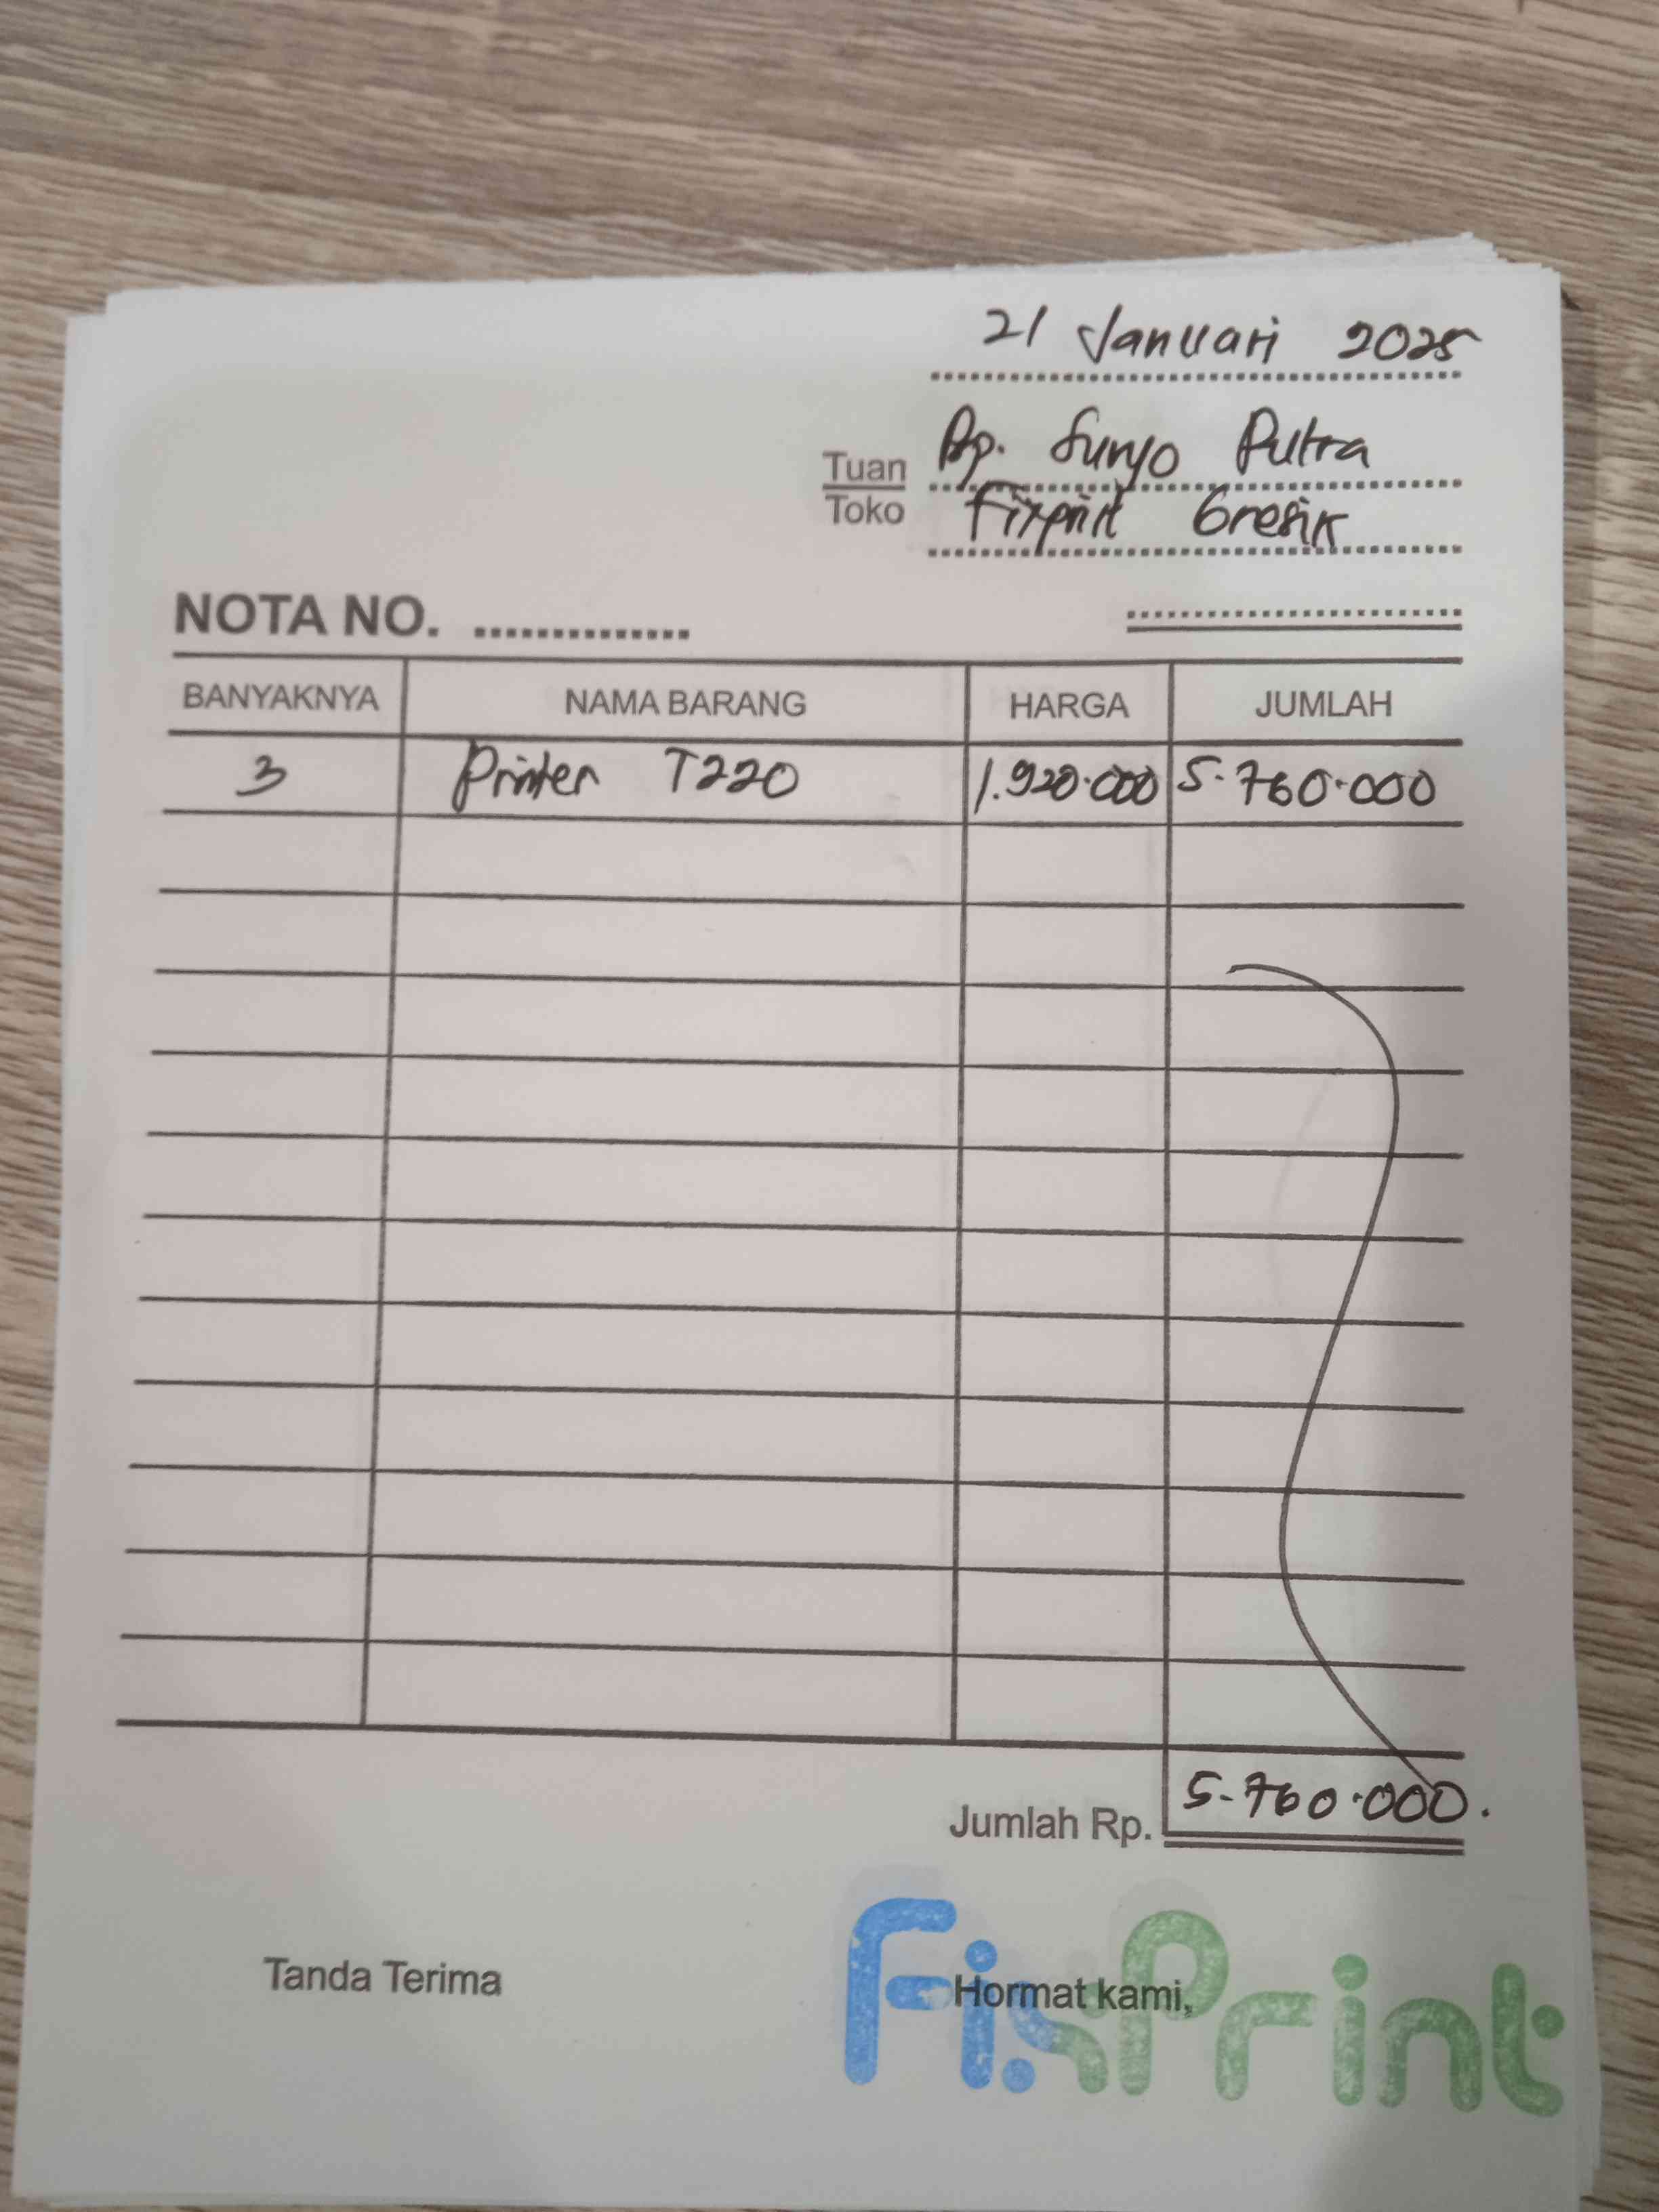 21 Januari 2025
Tuan Bp. Suryo Putra
Toko Fixprint Gresik
NOTA NO. ..............
BANYAKNYA NAMA BARANG HARGA JUMLAH
3 Printer T220 1.920.000 5.760.000
Jumlah Rp. 5.760.000.
Tanda Terima Hormat kami,
FixPrint